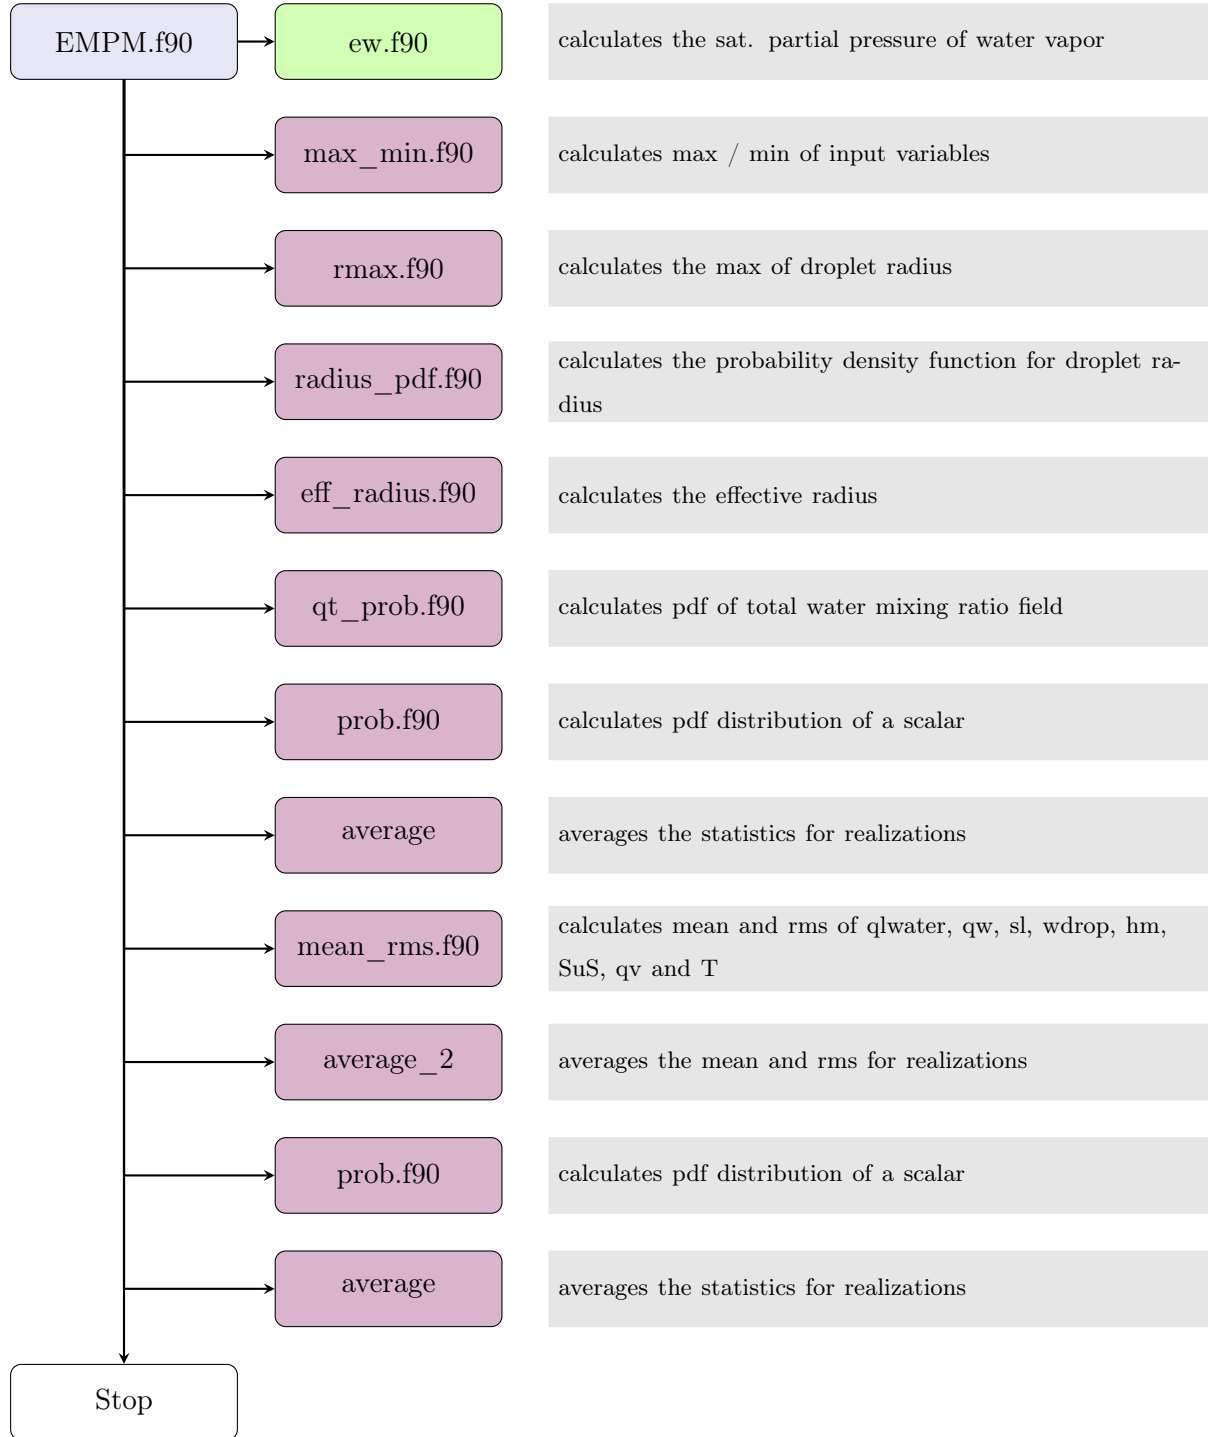 EMPM.f90
ew.f90
calculates the sat. partial pressure of water vapor
max_min.f90
calculates max / min of input variables
rmax.f90
calculates the max of droplet radius
radius_pdf.f90
calculates the probability density function for droplet ra-
dius
eff_radius.f90
calculates the effective radius
qt_prob.f90
calculates pdf of total water mixing ratio field
prob.f90
calculates pdf distribution of a scalar
average
averages the statistics for realizations
mean_rms.f90
calculates mean and rms of qlwater, qw, sl, wdrop, hm,
SuS, qv and T
average_2
averages the mean and rms for realizations
prob.f90
calculates pdf distribution of a scalar
average
averages the statistics for realizations
Stop